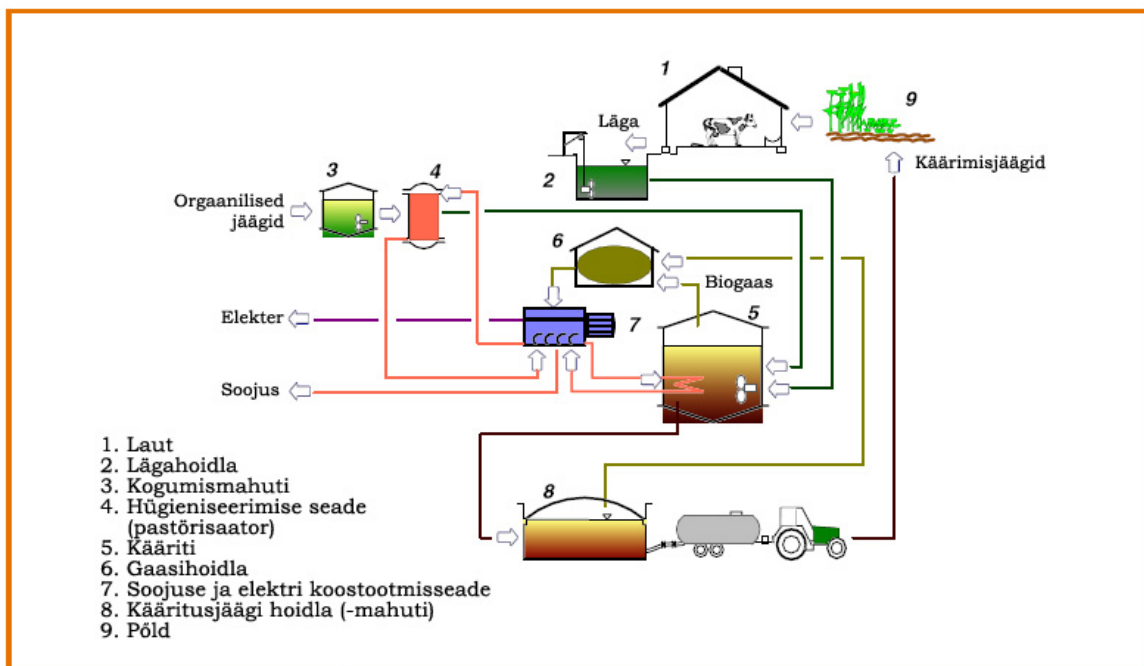 1
9
Läga
Käärimisjäägid
2
3
4
Orgaanilised
jäägid
6
Biogaas
5
Elekter
7
Soojus
8
1. Laut
2. Lägahoidla
3. Kogumismahuti
4. Hügieniseerimise seade
(pastörisaator)
5. Kääriti
6. Gaasihoidla
7. Soojuse ja elektri koostootmisseade
8. Kääritusjäägi hoidla (-mahuti)
9. Põld